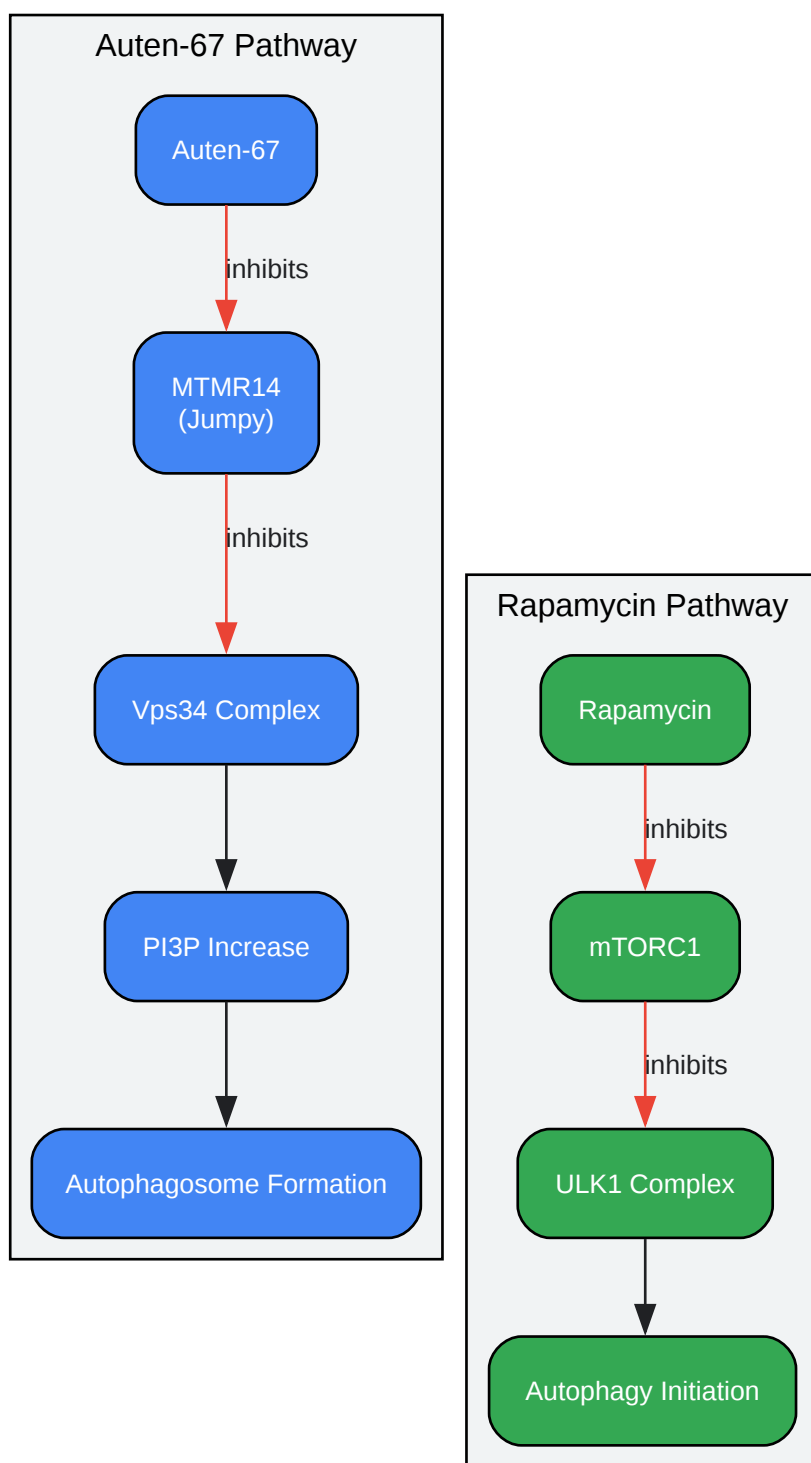 Auten-67 Pathway
Auten-67
inhibits
MTMR14
(Jumpy)
inhibits
Vps34 Complex
PI3P Increase
Autophagosome Formation
Rapamycin Pathway
Rapamycin
inhibits
mTORC1
inhibits
ULK1 Complex
Autophagy Initiation